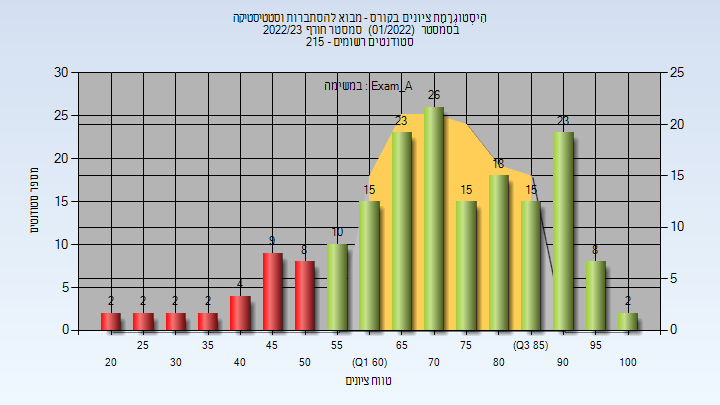 היסטוגרמת ציונים בקורס - מבוא להסתברות וסטטיסטיקה
בסמסטר (01/2022) סמסטר חורף 2022/23
סטודנטים רשומים - 215
במשימה : Exam_A
מספר סטודנטים
30 25 20 15 10 5 0
25 20 15 10 5 0
2 2 2 2 4 9 8 10 15 23 26 15 18 15 23 8 2
25 35 45 55 65 75 (Q3 85) 95
20 30 40 50 (Q1 60) 70 80 90 100
טווח ציונים